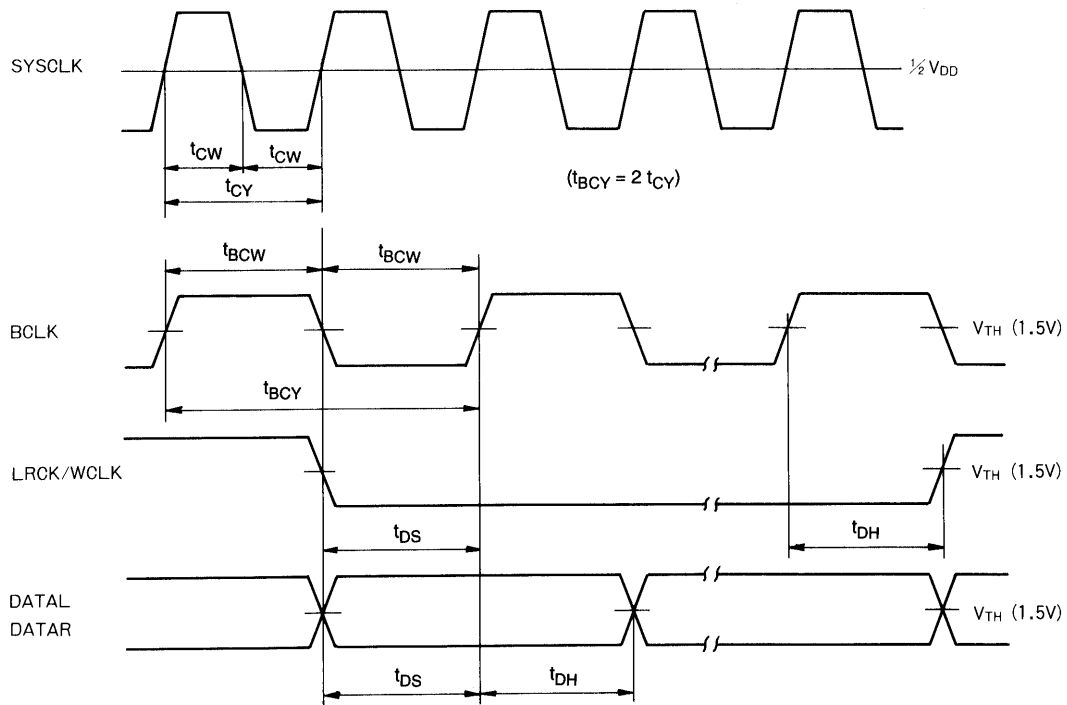 SYSCLK
½ VDD
tCW tCW
tCY
(tBCY = 2 tCY)
tBCW tBCW
BCLK
VTH (1.5V)
tBCY
LRCK/WCLK
VTH (1.5V)
tDS
tDH
DATAL
DATAR
VTH (1.5V)
tDS tDH